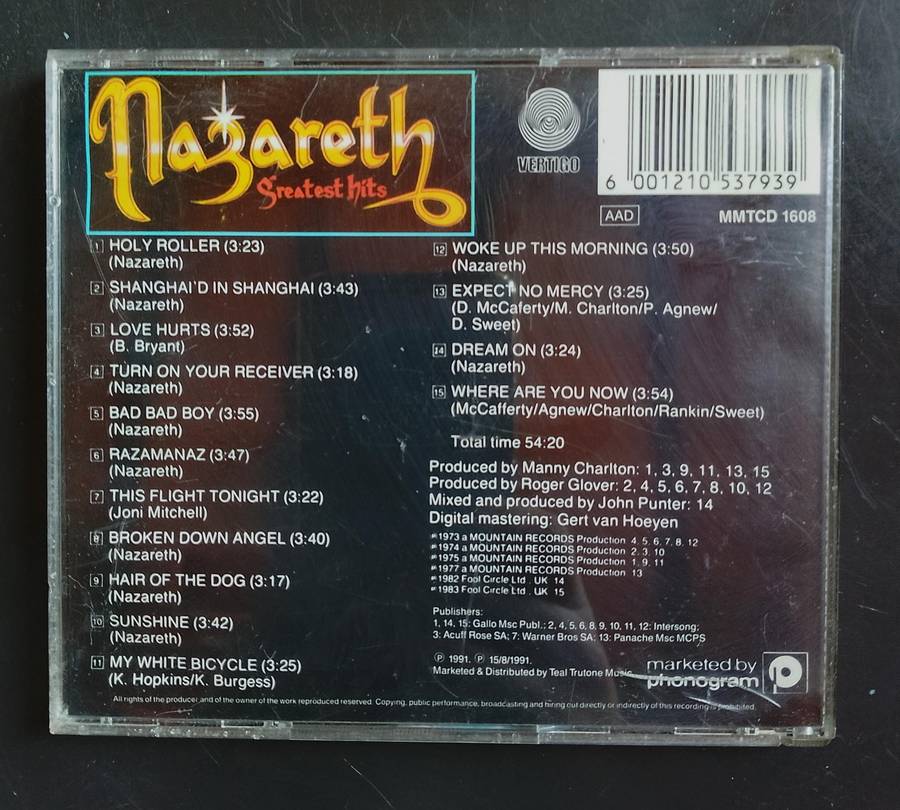 Nazareth
Greatest hits
VERTIGO
6 001210 537939
AAD
MMTCD 1608
1 HOLY ROLLER (3:23)
(Nazareth)
2 SHANGHAI'D IN SHANGHAI (3:43)
(Nazareth)
3 LOVE HURTS (3:52)
(B. Bryant)
4 TURN ON YOUR RECEIVER (3:18)
(Nazareth)
5 BAD BAD BOY (3:55)
(Nazareth)
6 RAZAMANAZ (3:47)
(Nazareth)
7 THIS FLIGHT TONIGHT (3:22)
(Joni Mitchell)
8 BROKEN DOWN ANGEL (3:40)
(Nazareth)
9 HAIR OF THE DOG (3:17)
(Nazareth)
10 SUNSHINE (3:42)
(Nazareth)
11 MY WHITE BICYCLE (3:25)
(K. Hopkins/K. Burgess)
12 WOKE UP THIS MORNING (3:50)
(Nazareth)
13 EXPECT NO MERCY (3:25)
(D. McCaferty/M. Charlton/P. Agnew/
D. Sweet)
14 DREAM ON (3:24)
(Nazareth)
15 WHERE ARE YOU NOW (3:54)
(McCafferty/Agnew/Charlton/Rankin/Sweet)
Total time 54:20
Produced by Manny Charlton: 1, 3, 9, 11, 13, 15
Produced by Roger Glover: 2, 4, 5, 6, 7, 8, 10, 12
Mixed and produced by John Punter: 14
Digital mastering: Gert van Hoeyen
℗ 1973 a MOUNTAIN RECORDS Production 4, 5, 6, 7, 8, 12
℗ 1974 a MOUNTAIN RECORDS Production 2, 3, 10
℗ 1975 a MOUNTAIN RECORDS Production 1, 9, 11
℗ 1977 a MOUNTAIN RECORDS Production 13
℗ 1982 Fool Circle Ltd., UK 14
℗ 1983 Fool Circle Ltd., UK 15
Publishers:
1, 14, 15: Gallo Msc Publ.; 2, 4, 5, 6, 8, 9, 10, 11, 12: Intersong;
3: Acuff Rose SA; 7: Warner Bros SA; 13: Panache Msc MCPS
℗ 1991. ℗ 15/8/1991.
Marketed & Distributed by Teal Trutone Music
marketed by
phonogram
All rights of the producer and of the owner of the work reproduced reserved. Copying, public performance, broadcasting and hiring out directly or indirectly of this recording is prohibited.